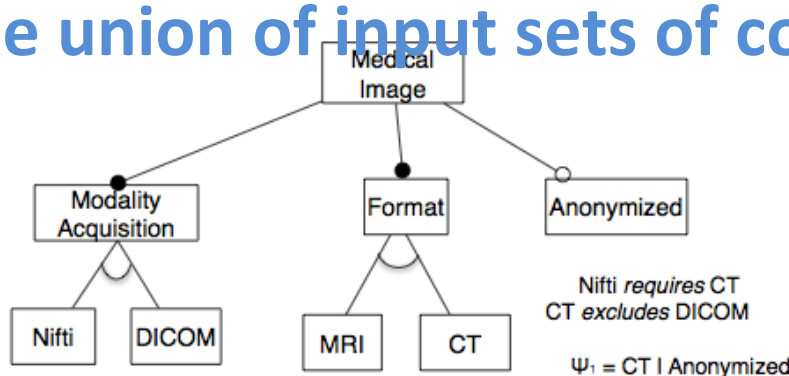 e union of input sets of co
Medical
Image
Modality
Acquisition
Format
Anonymized
Nifti requires CT
CT excludes DICOM
Nifti
DICOM
MRI
CT
Ψ₁ = CT | Anonymized